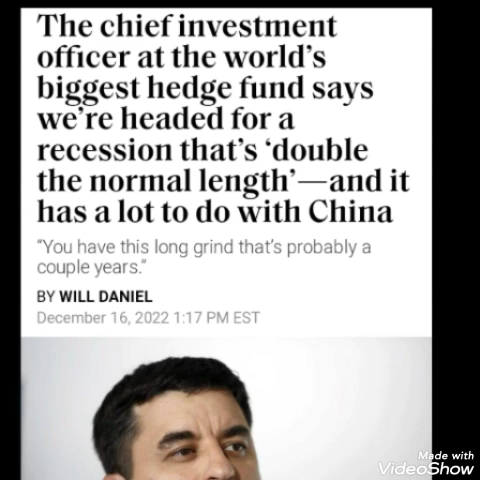 The chief investment
officer at the world’s
biggest hedge fund says
we’re headed for a
recession that’s ‘double
the normal length’—and it
has a lot to do with China
“You have this long grind that’s probably a
couple years.”
BY WILL DANIEL
December 16, 2022 1:17 PM EST
Made with
VideoShow